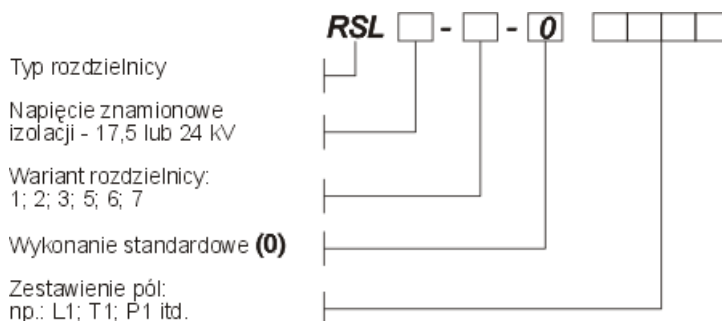 RSL - - 0
Typ rozdzielnicy
Napięcie znamionowe
izolacji - 17,5 lub 24 kV
Wariant rozdzielnicy:
1; 2; 3; 5; 6; 7
Wykonanie standardowe (0)
Zestawienie pól:
np.: L1; T1; P1 itd.